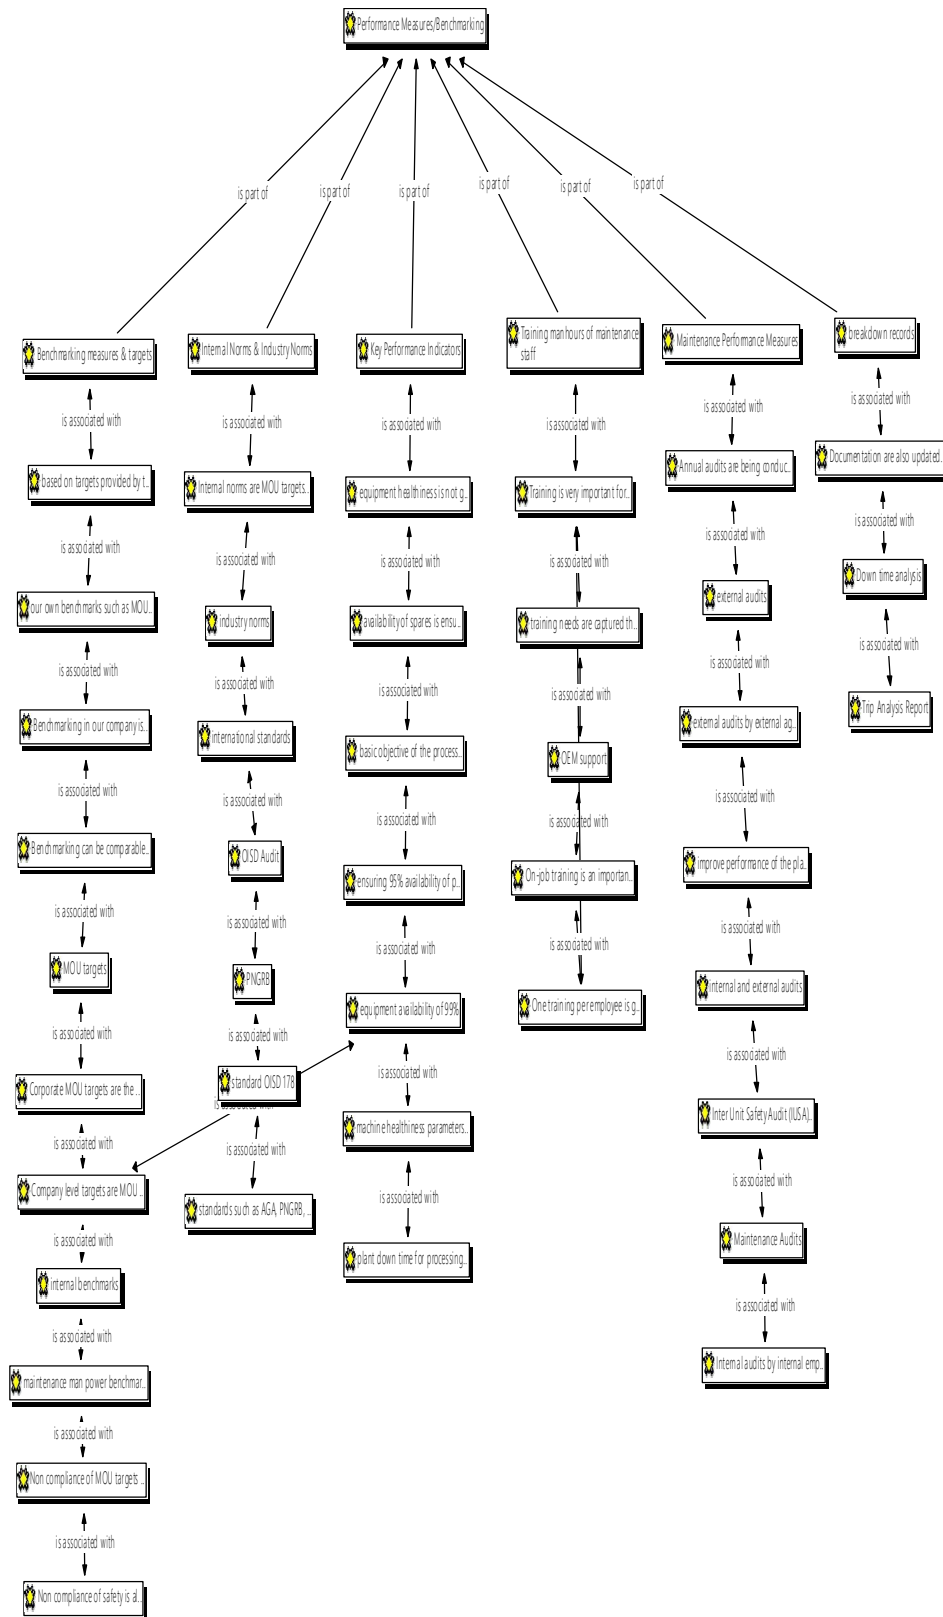 Performance Measures/Benchmarking
is part of
is part of
is part of
is part of
is part of
is part of
Benchmarking measures & targets
is associated with
based on targets provided by t..
is associated with
our own benchmarks such as MOU..
is associated with
Benchmarking in our company is..
is associated with
Benchmarking can be comparable..
is associated with
MOU targets
is associated with
Corporate MOU targets are the ..
is associated with
Company level targets are MOU ..
is associated with
internal benchmarks
is associated with
maintenance man power benchmar..
is associated with
Non compliance of MOU targets ..
is associated with
Non compliance of safety is al..
Internal Norms & Industry Norms
is associated with
Internal norms are MOU targets..
is associated with
industry norms
is associated with
international standards
is associated with
OISD Audit
is associated with
PNGRB
is associated with
standard OISD 178
is associated with
is associated with
standards such as AGA, PNGRB, ..
Key Performance Indicators
is associated with
equipment healthiness is not g..
is associated with
availability of spares is ensu..
is associated with
basic objective of the process..
is associated with
ensuring 95% availability of p..
is associated with
equipment availability of 99%
is associated with
machine healthiness parameters..
is associated with
plant down time for processing..
Training manhours of maintenance
staff
is associated with
Training is very important for..
is associated with
training needs are captured th..
is associated with
OEM support
is associated with
On-job training is an importan..
is associated with
One training per employee is g..
Maintenance Performance Measures
is associated with
Annual audits are being conduc..
is associated with
external audits
is associated with
external audits by external ag..
is associated with
improve performance of the pla..
is associated with
internal and external audits
is associated with
Inter Unit Safety Audit (IUSA)..
is associated with
Maintenance Audits
is associated with
Internal audits by internal emp..
breakdown records
is associated with
Documentation are also updated..
is associated with
Down time analysis
is associated with
Trip Analysis Report